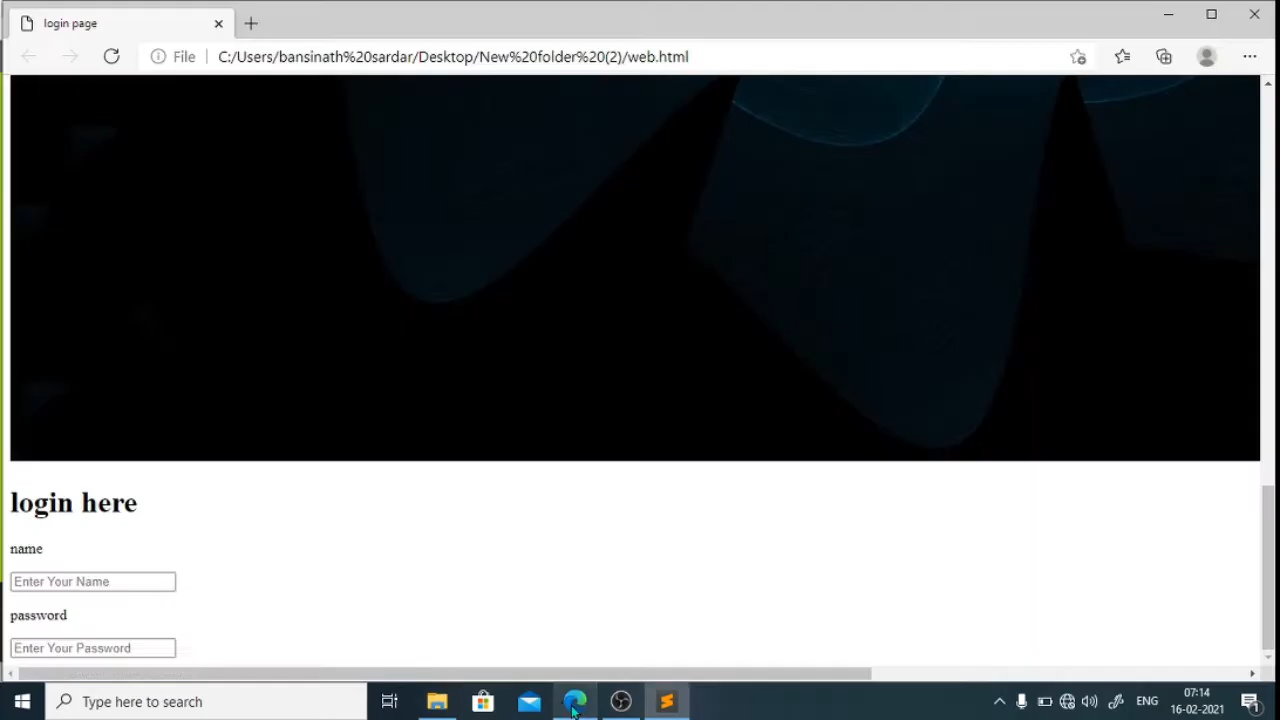 login page
File
C:/Users/bansinath%20sardar/Desktop/New%20folder%20(2)/web.html
login here
name
Enter Your Name
password
Enter Your Password
Type here to search
ENG
07:14
16-02-2021
1